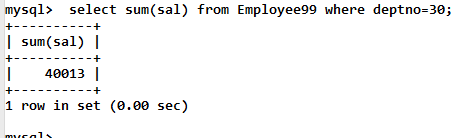 mysql>  select sum(sal) from Employee99 where deptno=30;
+----------+
| sum(sal) |
+----------+
|    40013 |
+----------+
1 row in set (0.00 sec)
mysql>